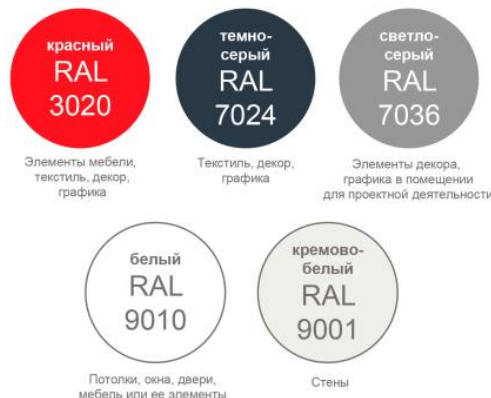 красный
RAL
3020
темно-
серый
RAL
7024
светло-
серый
RAL
7036
Элементы мебели,
текстиль, декор,
графика
Текстиль, декор,
графика
Элементы декора,
графика в помещении
для проектной деятельности
белый
RAL
9010
кремово-
белый
RAL
9001
Потолки, окна, двери,
мебель или ее элементы
Стены